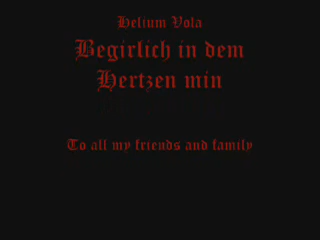 Helium Vola
Begirlich in dem
Hertzen min
To all my friends and family